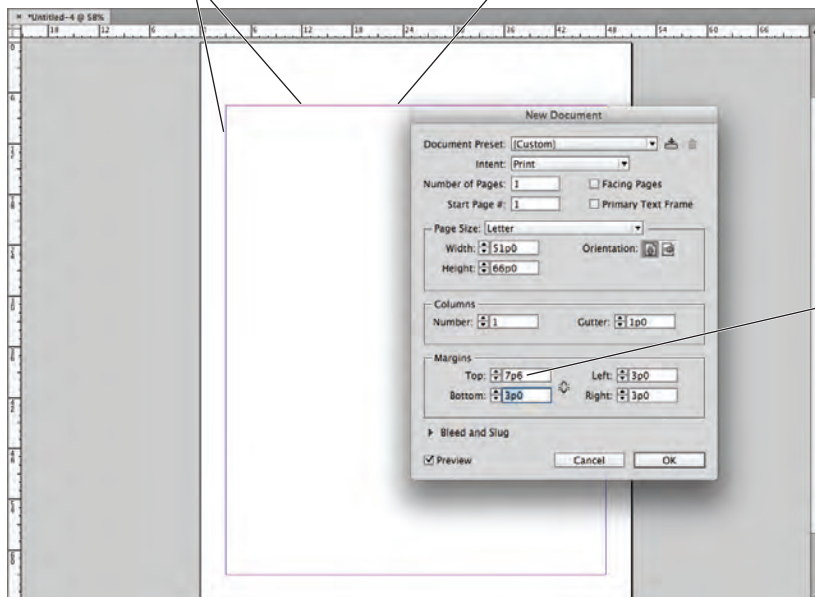 × *Untitled-4 @ 58%
18 12 6 0 6 12 18 24 30 36 42 48 54 60 66
0
6
New Document
Document Preset: [Custom]
Intent: Print
Number of Pages: 1 Facing Pages
Start Page #: 1 Primary Text Frame
Page Size: Letter
Width: 51p0 Orientation:
Height: 66p0
Columns
Number: 1 Gutter: 1p0
Margins
Top: 7p6 Left: 3p0
Bottom: 3p0 Right: 3p0
Bleed and Slug
Preview Cancel OK